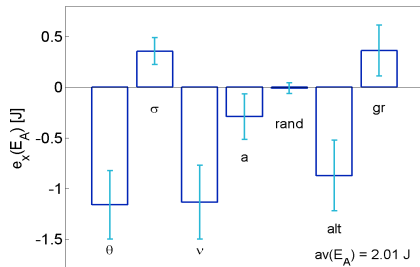 e_x(E_A) [J]
0.5
0
-0.5
-1
-1.5
θ
σ
ν
a
rand
alt
gr
av(E_A) = 2.01 J